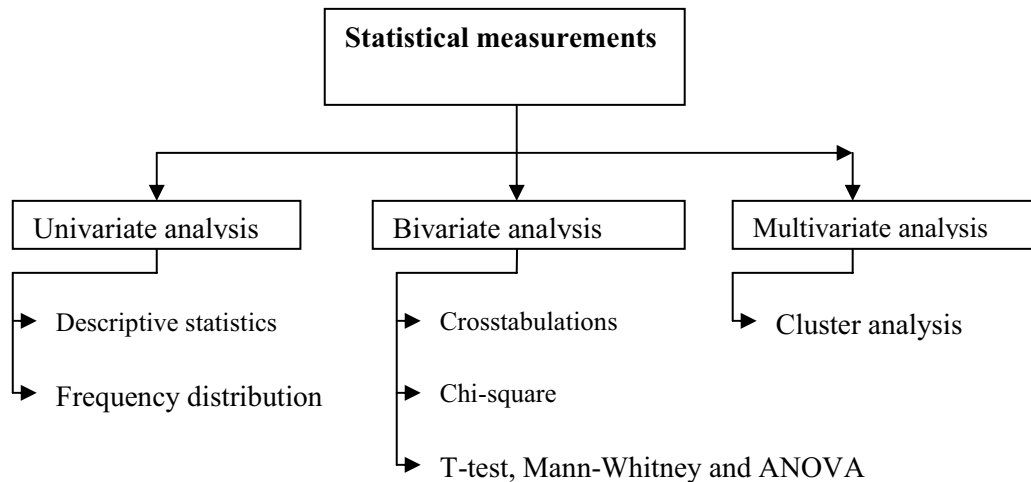 Statistical measurements
Univariate analysis
Bivariate analysis
Multivariate analysis
Descriptive statistics
Frequency distribution
Crosstabulations
Chi-square
T-test, Mann-Whitney and ANOVA
Cluster analysis